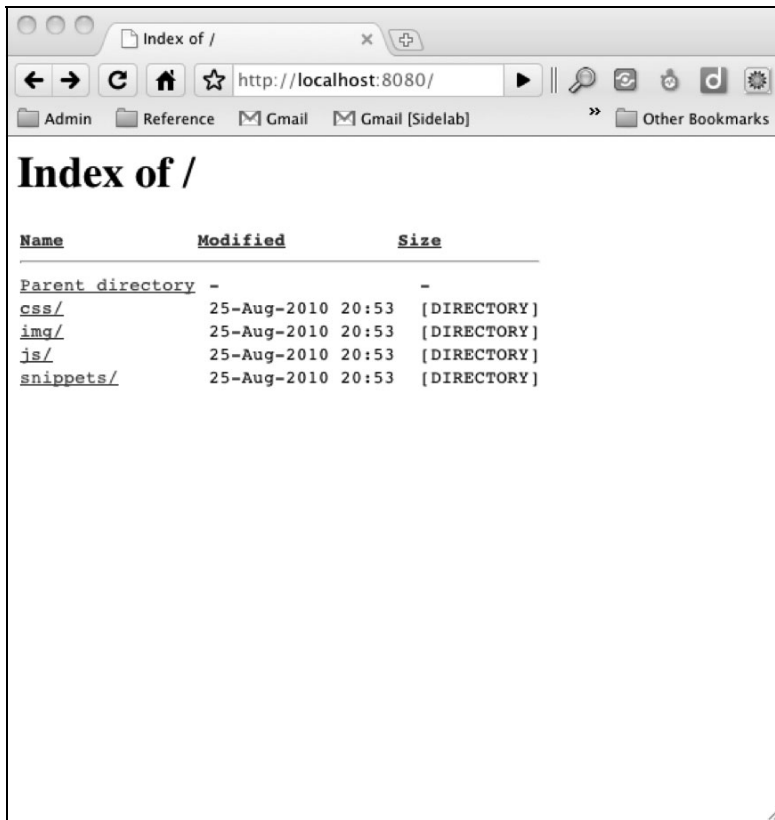 Index of /
http://localhost:8080/
Admin Reference Gmail Gmail [Sidelab] » Other Bookmarks
Index of /
Name Modified Size
Parent directory - -
css/ 25-Aug-2010 20:53 [DIRECTORY]
img/ 25-Aug-2010 20:53 [DIRECTORY]
js/ 25-Aug-2010 20:53 [DIRECTORY]
snippets/ 25-Aug-2010 20:53 [DIRECTORY]